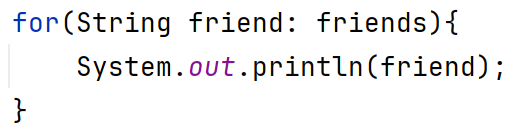 for(String friend: friends){
    System.out.println(friend);
}